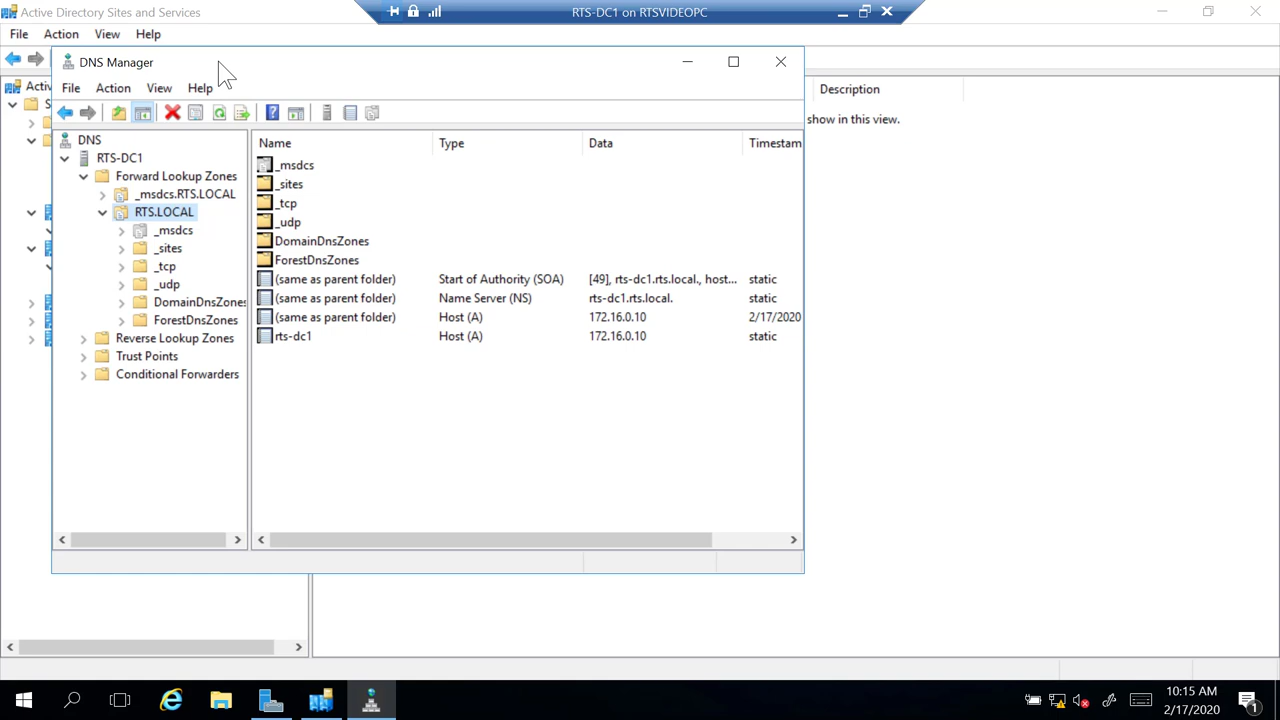 Active Directory Sites and Services
RTS-DC1 on RTSVIDEOPC
File Action View Help
DNS Manager
File Action View Help
Description
show in this view.
DNS
RTS-DC1
Forward Lookup Zones
_msdcs.RTS.LOCAL
RTS.LOCAL
_msdcs
_sites
_tcp
_udp
DomainDnsZones
ForestDnsZones
Reverse Lookup Zones
Trust Points
Conditional Forwarders
Name Type Data Timestam
_msdcs
_sites
_tcp
_udp
DomainDnsZones
ForestDnsZones
(same as parent folder) Start of Authority (SOA) [49], rts-dc1.rts.local., host... static
(same as parent folder) Name Server (NS) rts-dc1.rts.local. static
(same as parent folder) Host (A) 172.16.0.10 2/17/2020
rts-dc1 Host (A) 172.16.0.10 static
10:15 AM
2/17/2020
1